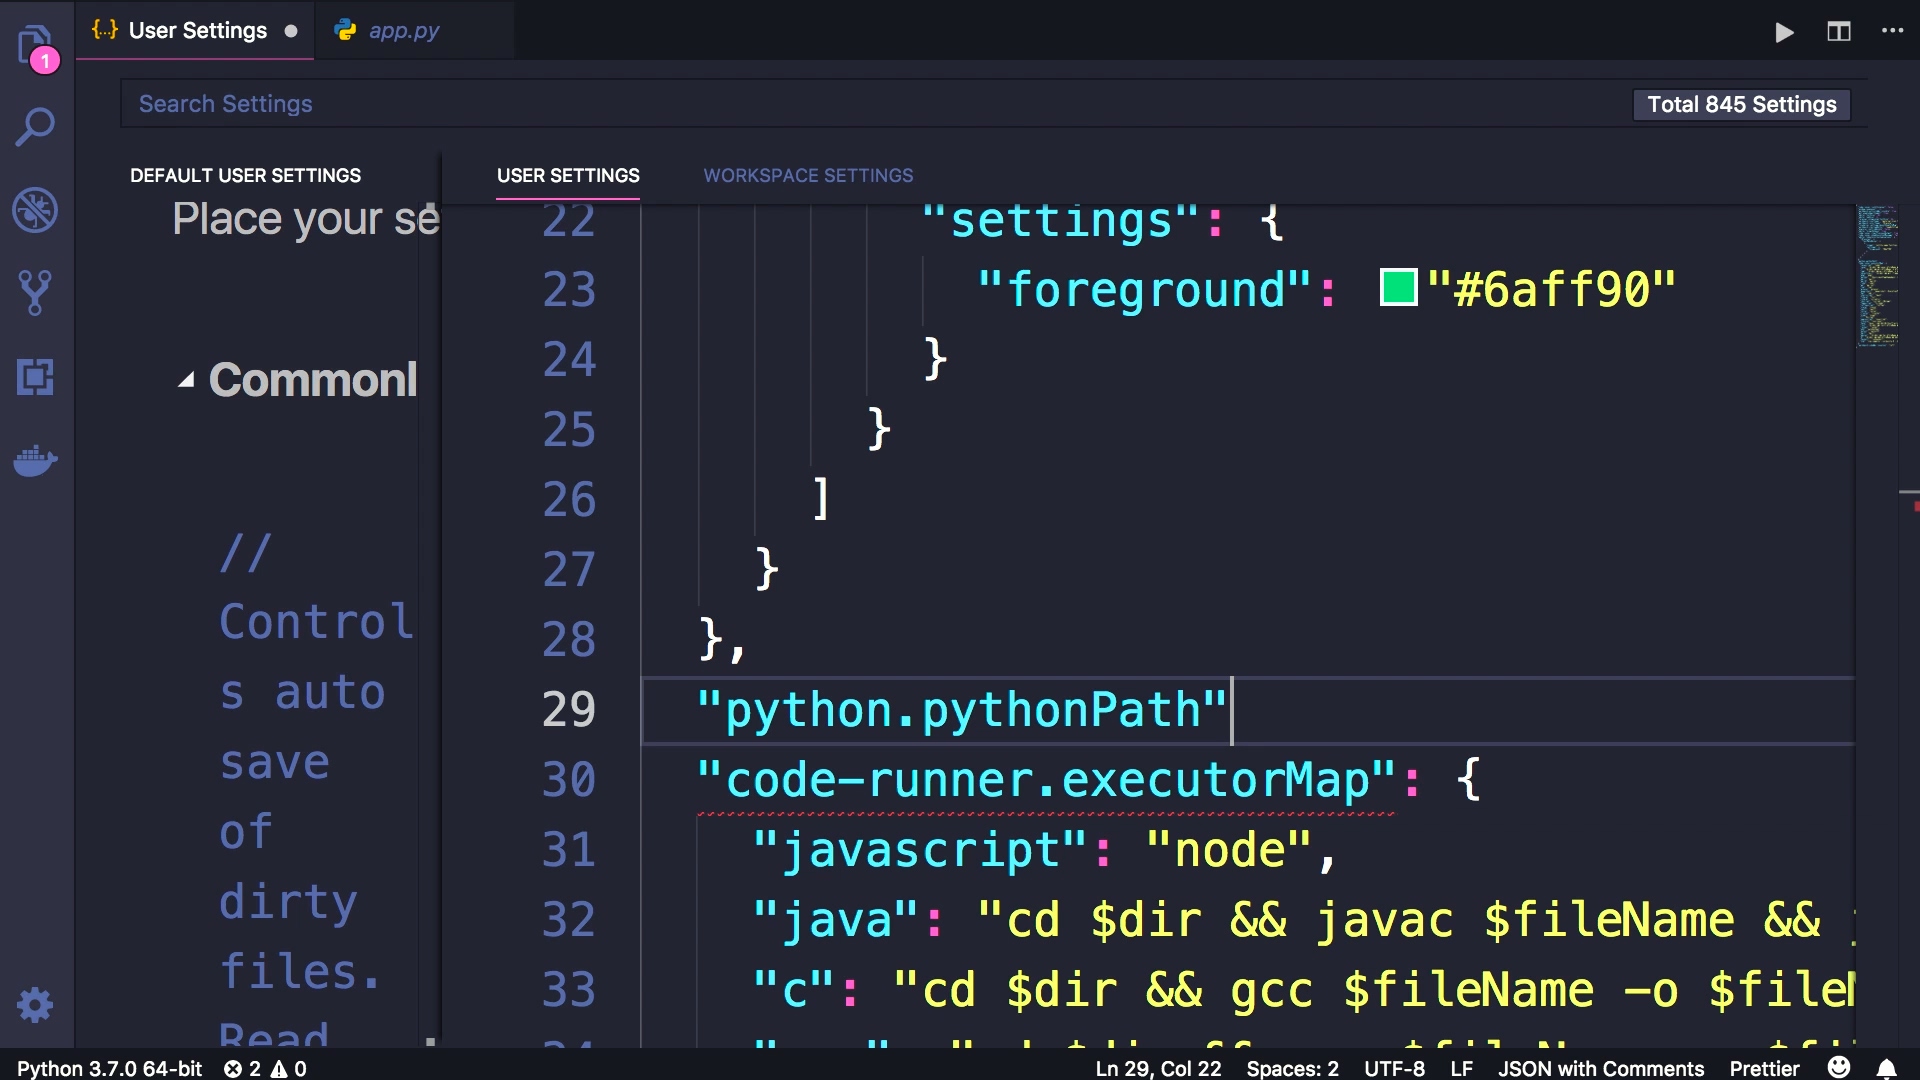 {..} User Settings
app.py
1
Search Settings
Total 845 Settings
DEFAULT USER SETTINGS
USER SETTINGS
WORKSPACE SETTINGS
Place your se
Commonl
//
Control
s auto
save
of
dirty
files.
Read
22 "settings": {
23 "foreground": "#6aff90"
24 }
25 }
26 ]
27 }
28 },
29 "python.pythonPath"
30 "code-runner.executorMap": {
31 "javascript": "node",
32 "java": "cd $dir && javac $fileName &&
33 "c": "cd $dir && gcc $fileName -o $fileN
Python 3.7.0 64-bit
2
0
Ln 29, Col 22
Spaces: 2
UTF-8
LF
JSON with Comments
Prettier